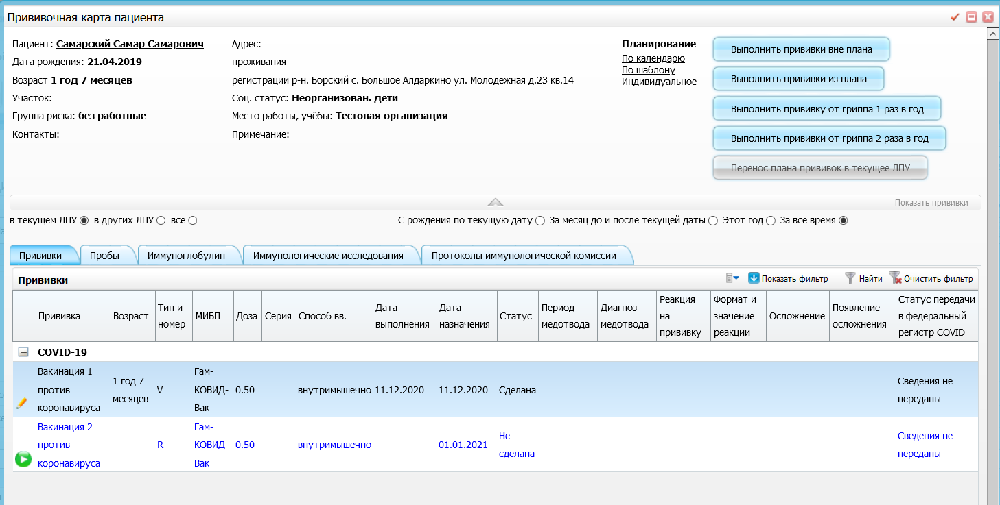 Прививочная карта пациента
Пациент: Самарский Самар Самарович
Дата рождения: 21.04.2019
Возраст 1 год 7 месяцев
Участок:
Группа риска: без работные
Контакты:
Адрес:
проживания
регистрации р-н. Борский с. Большое Алдаркино ул. Молодежная д.23 кв.14
Соц. статус: Неорганизован. дети
Место работы, учёбы: Тестовая организация
Примечание:
Планирование
По календарю
По шаблону
Индивидуальное
Выполнить прививки вне плана
Выполнить прививки из плана
Выполнить прививку от гриппа 1 раз в год
Выполнить прививки от гриппа 2 раза в год
Перенос плана прививок в текущее ЛПУ
Показать прививки
в текущем ЛПУ в других ЛПУ все
С рождения по текущую дату За месяц до и после текущей даты Этот год За всё время
Прививки Пробы Иммуноглобулин Иммунологические исследования Протоколы иммунологической комиссии
Прививки
Показать фильтр Найти Очистить фильтр
Прививка
Возраст
Тип и
номер
МИБП
Доза
Серия
Способ вв.
Дата
выполнения
Дата
назначения
Статус
Период
медотвода
Диагноз
медотвода
Реакция
на
прививку
Формат и
значение
реакции
Осложнение
Появление
осложнения
Статус передачи
в федеральный
регистр COVID
COVID-19
Вакинация 1
против
коронавируса
1 год 7
месяцев
V
Гам-
КОВИД-
Вак
0.50
внутримышечно
11.12.2020
11.12.2020
Сделана
Сведения не
переданы
Вакинация 2
против
коронавируса
R
Гам-
КОВИД-
Вак
0.50
внутримышечно
01.01.2021
Не
сделана
Сведения не
переданы